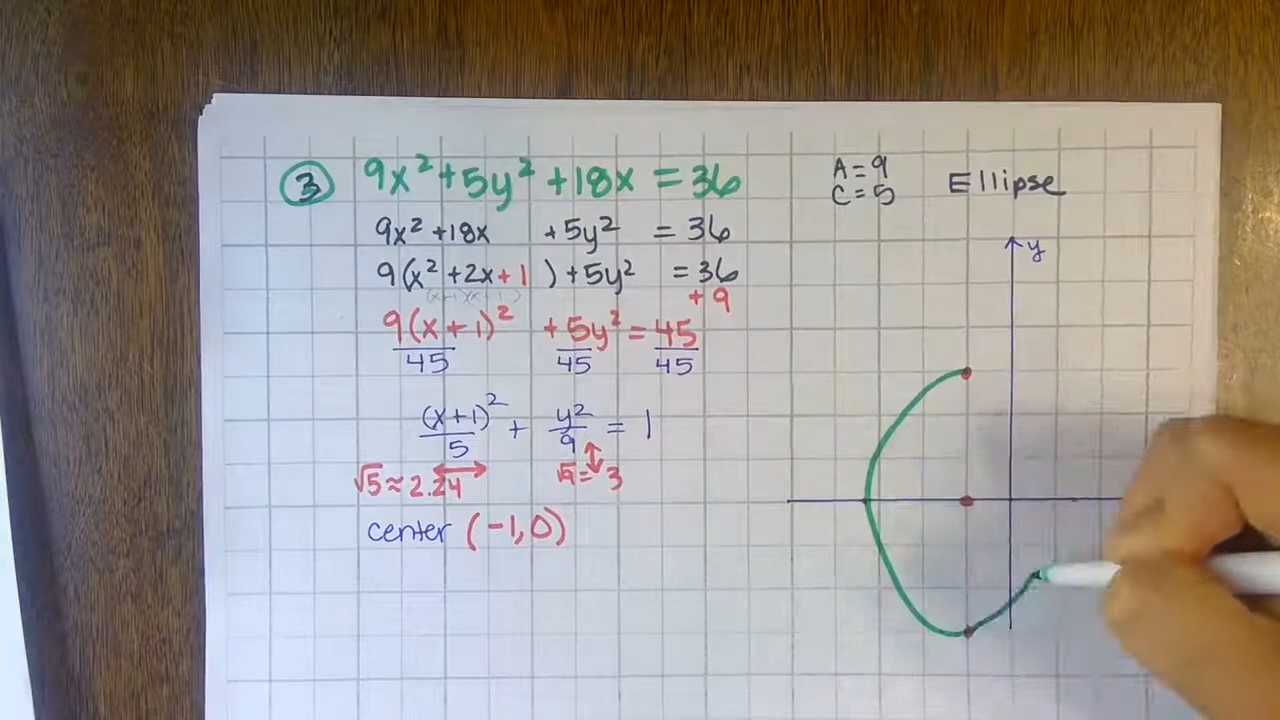 ③ 9x² + 5y² + 18x = 36
9x² + 18x + 5y² = 36
9(x² + 2x + 1 ) + 5y² = 36
(x+1)(x+1) + 9
9(x + 1)² + 5y² = 45
45 45 45
(x+1)² + y² = 1
5 9
√5 ≈ 2.24 √9 = 3
center (-1,0)
A = 9
C = 5
Ellipse
y